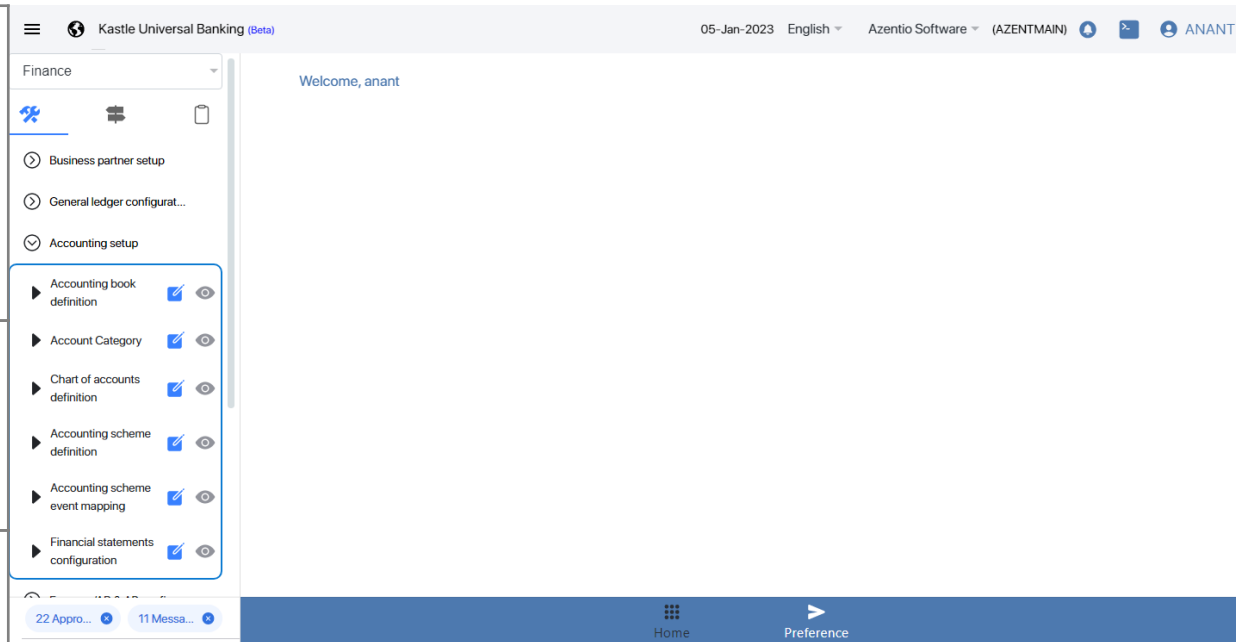 Kastle Universal Banking (Beta)
05-Jan-2023 English Azentio Software (AZENTMAIN) ANANT
Finance
Welcome, anant
Business partner setup
General ledger configurat...
Accounting setup
Accounting book
definition
Account Category
Chart of accounts
definition
Accounting scheme
definition
Accounting scheme
event mapping
Financial statements
configuration
22 Appro...
11 Messa...
Home
Preference